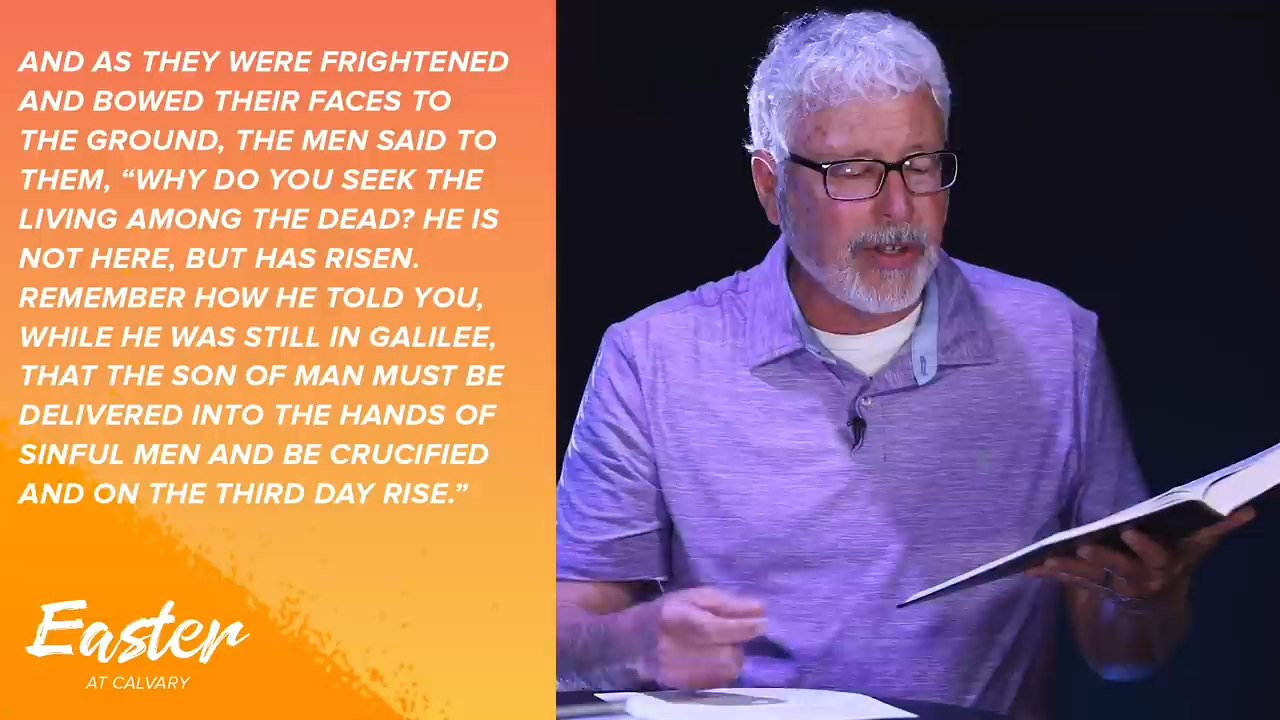 AND AS THEY WERE FRIGHTENED
AND BOWED THEIR FACES TO
THE GROUND, THE MEN SAID TO
THEM, “WHY DO YOU SEEK THE
LIVING AMONG THE DEAD? HE IS
NOT HERE, BUT HAS RISEN.
REMEMBER HOW HE TOLD YOU,
WHILE HE WAS STILL IN GALILEE,
THAT THE SON OF MAN MUST BE
DELIVERED INTO THE HANDS OF
SINFUL MEN AND BE CRUCIFIED
AND ON THE THIRD DAY RISE.”
Easter
AT CALVARY